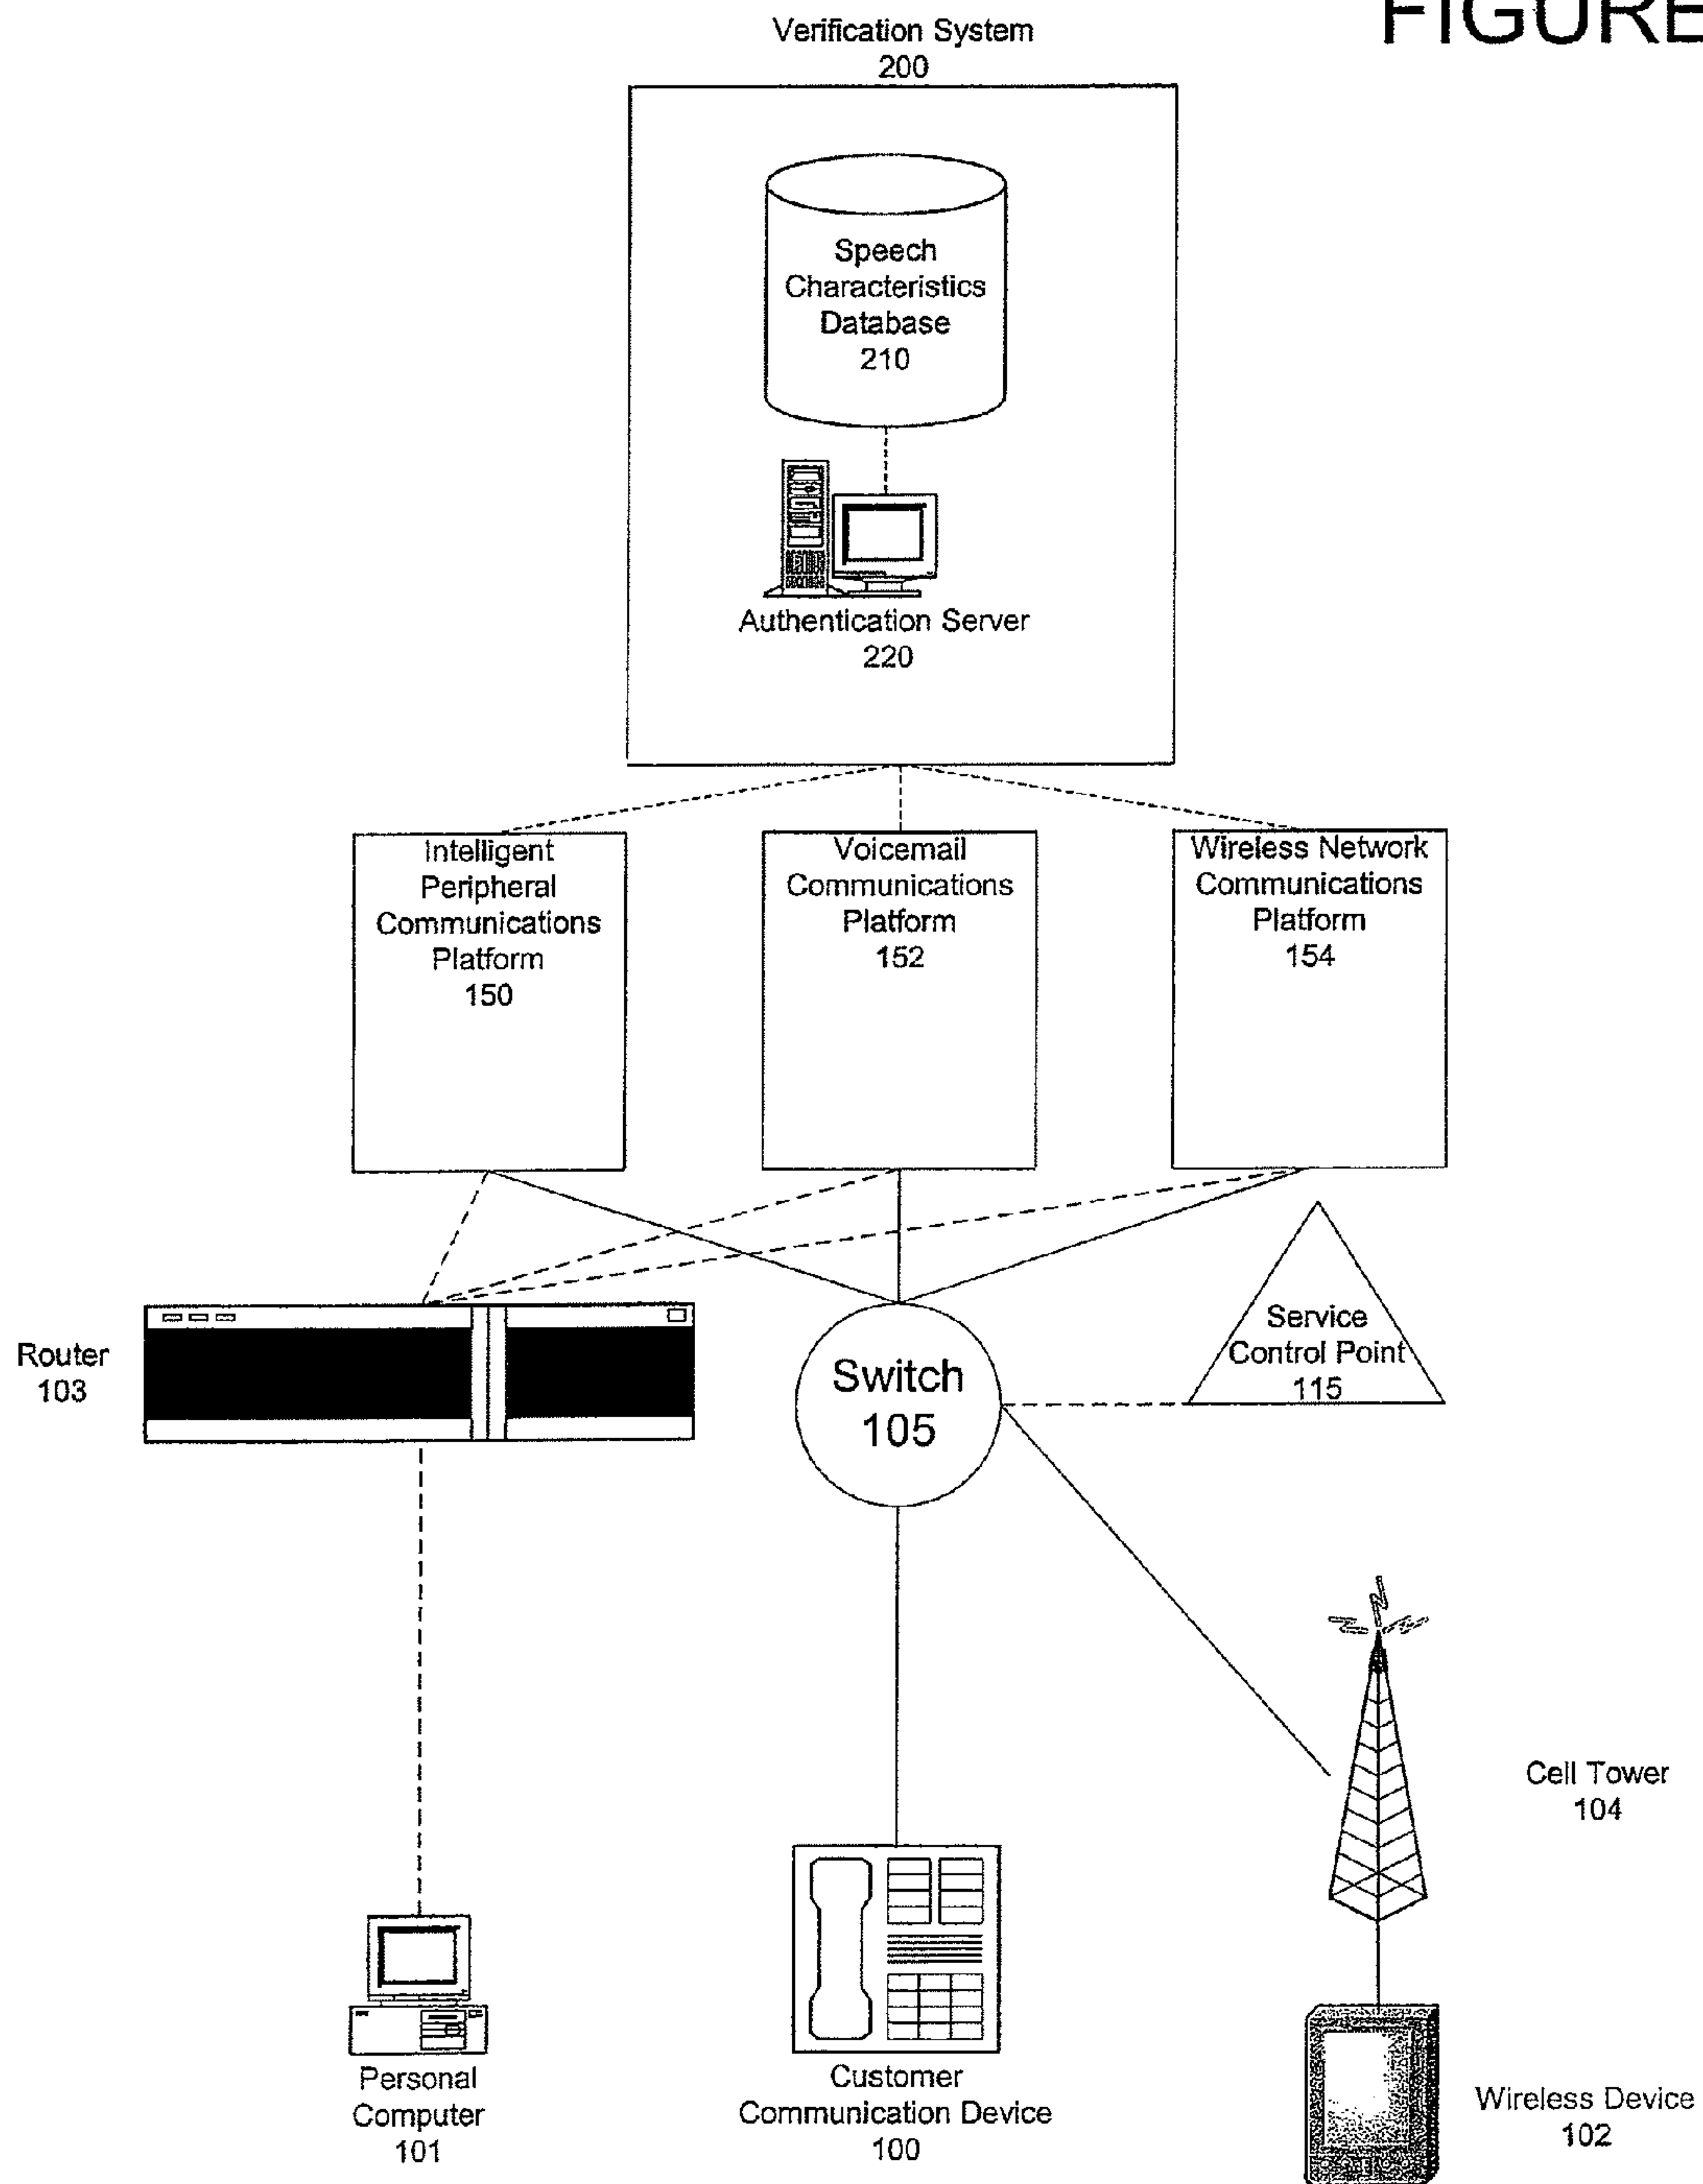 FIGURE
Verification System
200
Speech
Characteristics
Database
210
Authentication Server
220
Intelligent
Peripheral
Communications
Platform
150
Voicemail
Communications
Platform
152
Wireless Network
Communications
Platform
154
Router
103
Switch
105
Service
Control Point
115
Cell Tower
104
Personal
Computer
101
Customer
Communication Device
100
Wireless Device
102